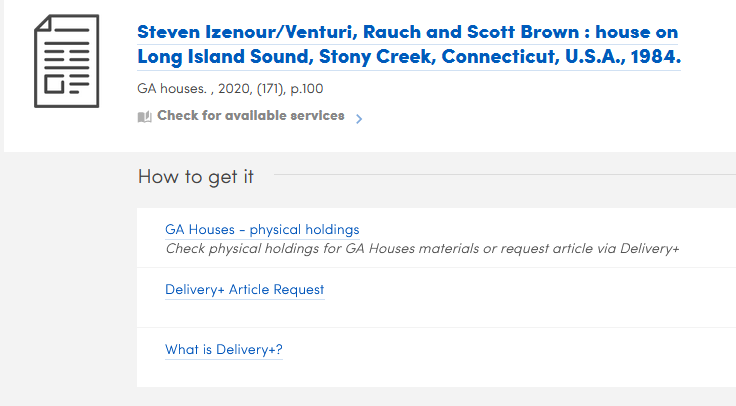 Steven Izenour/Venturi, Rauch and Scott Brown : house on
Long Island Sound, Stony Creek, Connecticut, U.S.A., 1984.
GA houses. , 2020, (171), p.100
Check for available services
How to get it
GA Houses - physical holdings
Check physical holdings for GA Houses materials or request article via Delivery+
Delivery+ Article Request
What is Delivery+?